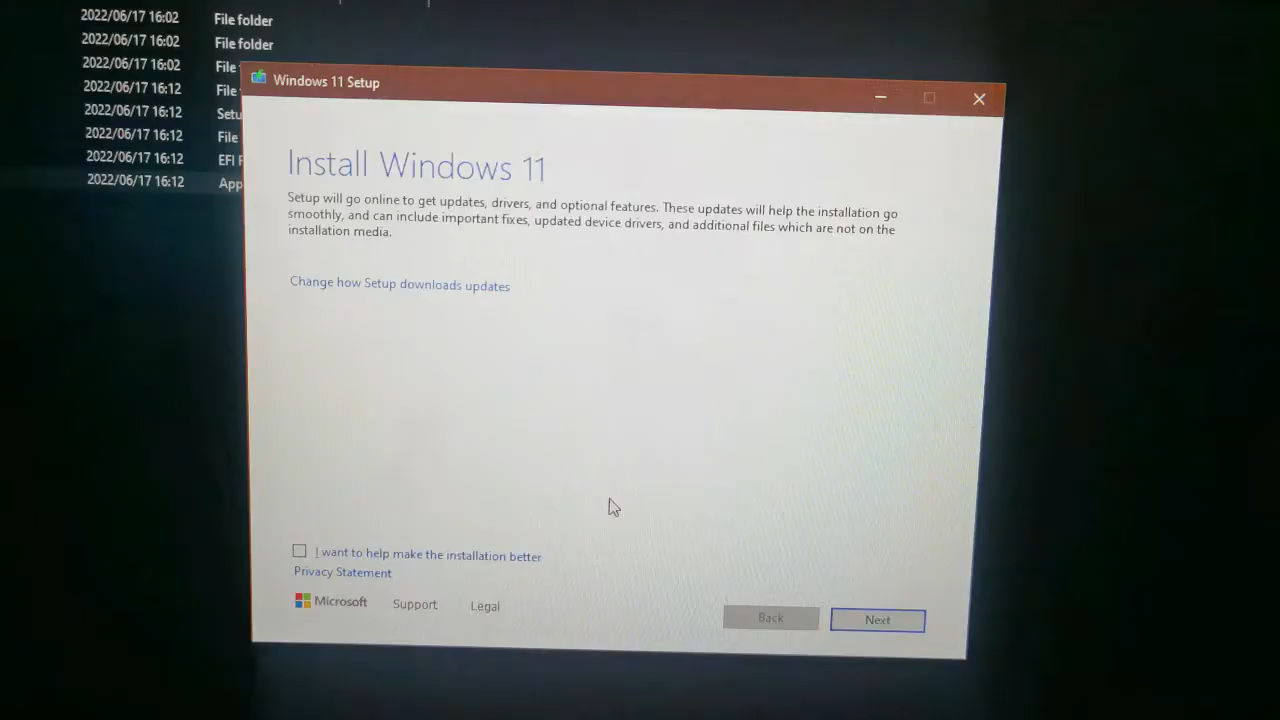 2022/06/17 16:02 File folder
2022/06/17 16:02 File folder
2022/06/17 16:02 File
2022/06/17 16:12 File
2022/06/17 16:12 Setu
2022/06/17 16:12 File
2022/06/17 16:12 EFI F
2022/06/17 16:12 App
Windows 11 Setup
Install Windows 11
Setup will go online to get updates, drivers, and optional features. These updates will help the installation go
smoothly, and can include important fixes, updated device drivers, and additional files which are not on the
installation media.
Change how Setup downloads updates
I want to help make the installation better
Privacy Statement
Microsoft Support Legal
Back Next